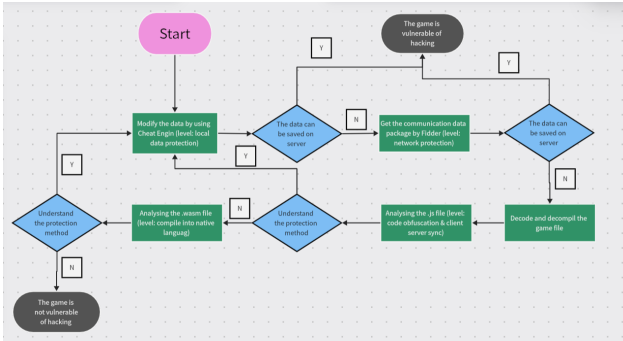 Start
The game is
vulnerable of
hacking
Y
Y
Modify the data by using
Cheat Engin (level: local
data protection)
The data can
be saved on
server
N
Get the communication data
package by Fidder (level:
network protection)
The data can
be saved on
server
Y
Y
N
Understand
the protection
method
Analysing the .wasm file
(level: compile into native
languag)
N
Understand
the protection
method
Analysing the .js file (level:
code obfuscation & client
server sync)
Decode and decompil the
game file
N
The game is
not vulnerable
of hacking